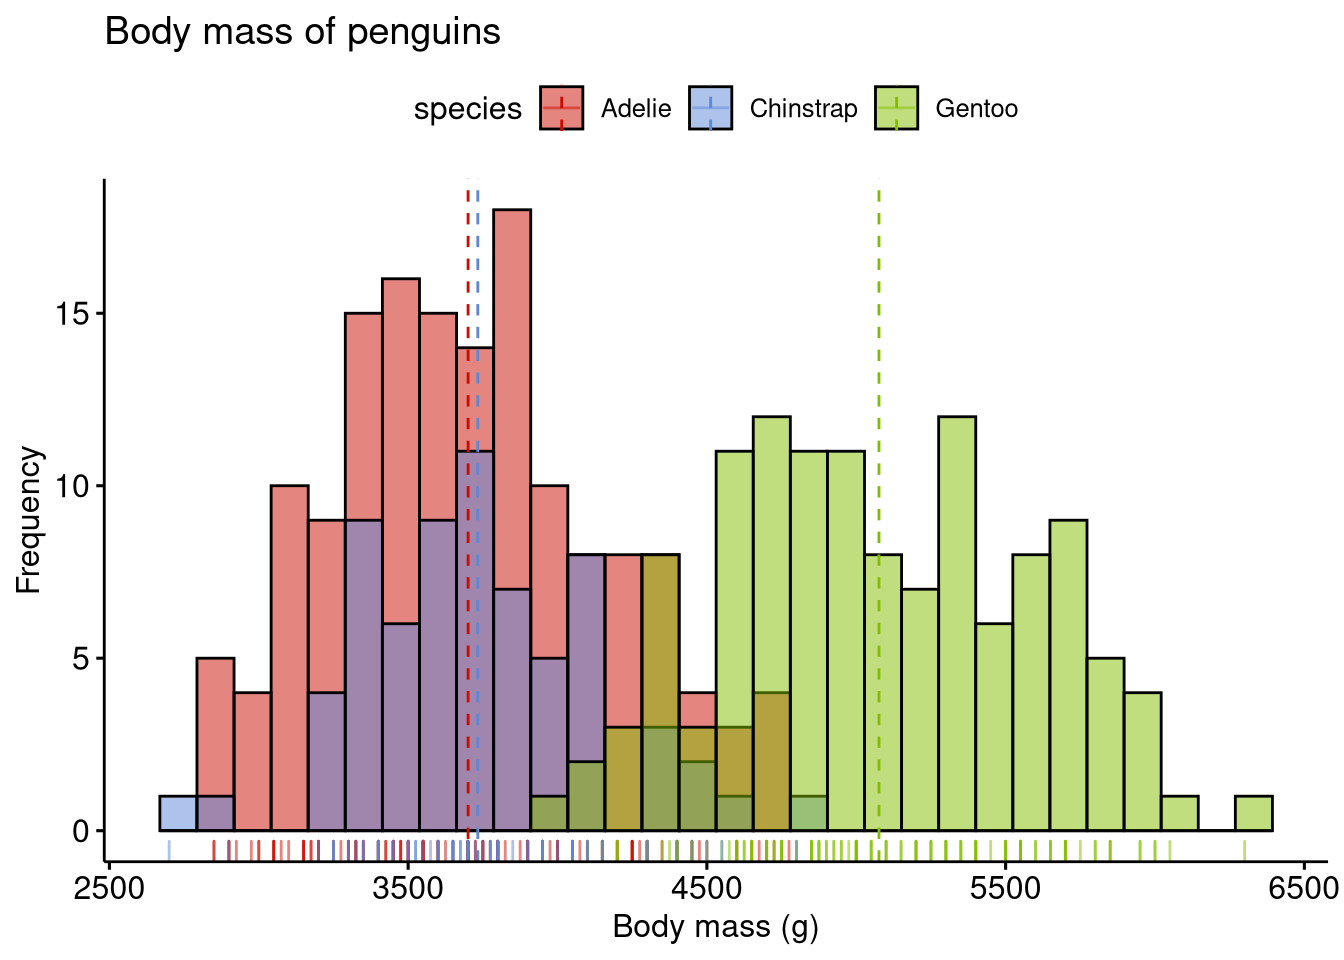 Body mass of penguins
species Adelie Chinstrap Gentoo
15
10
5
0
Frequency
2500 3500 4500 5500 6500
Body mass (g)